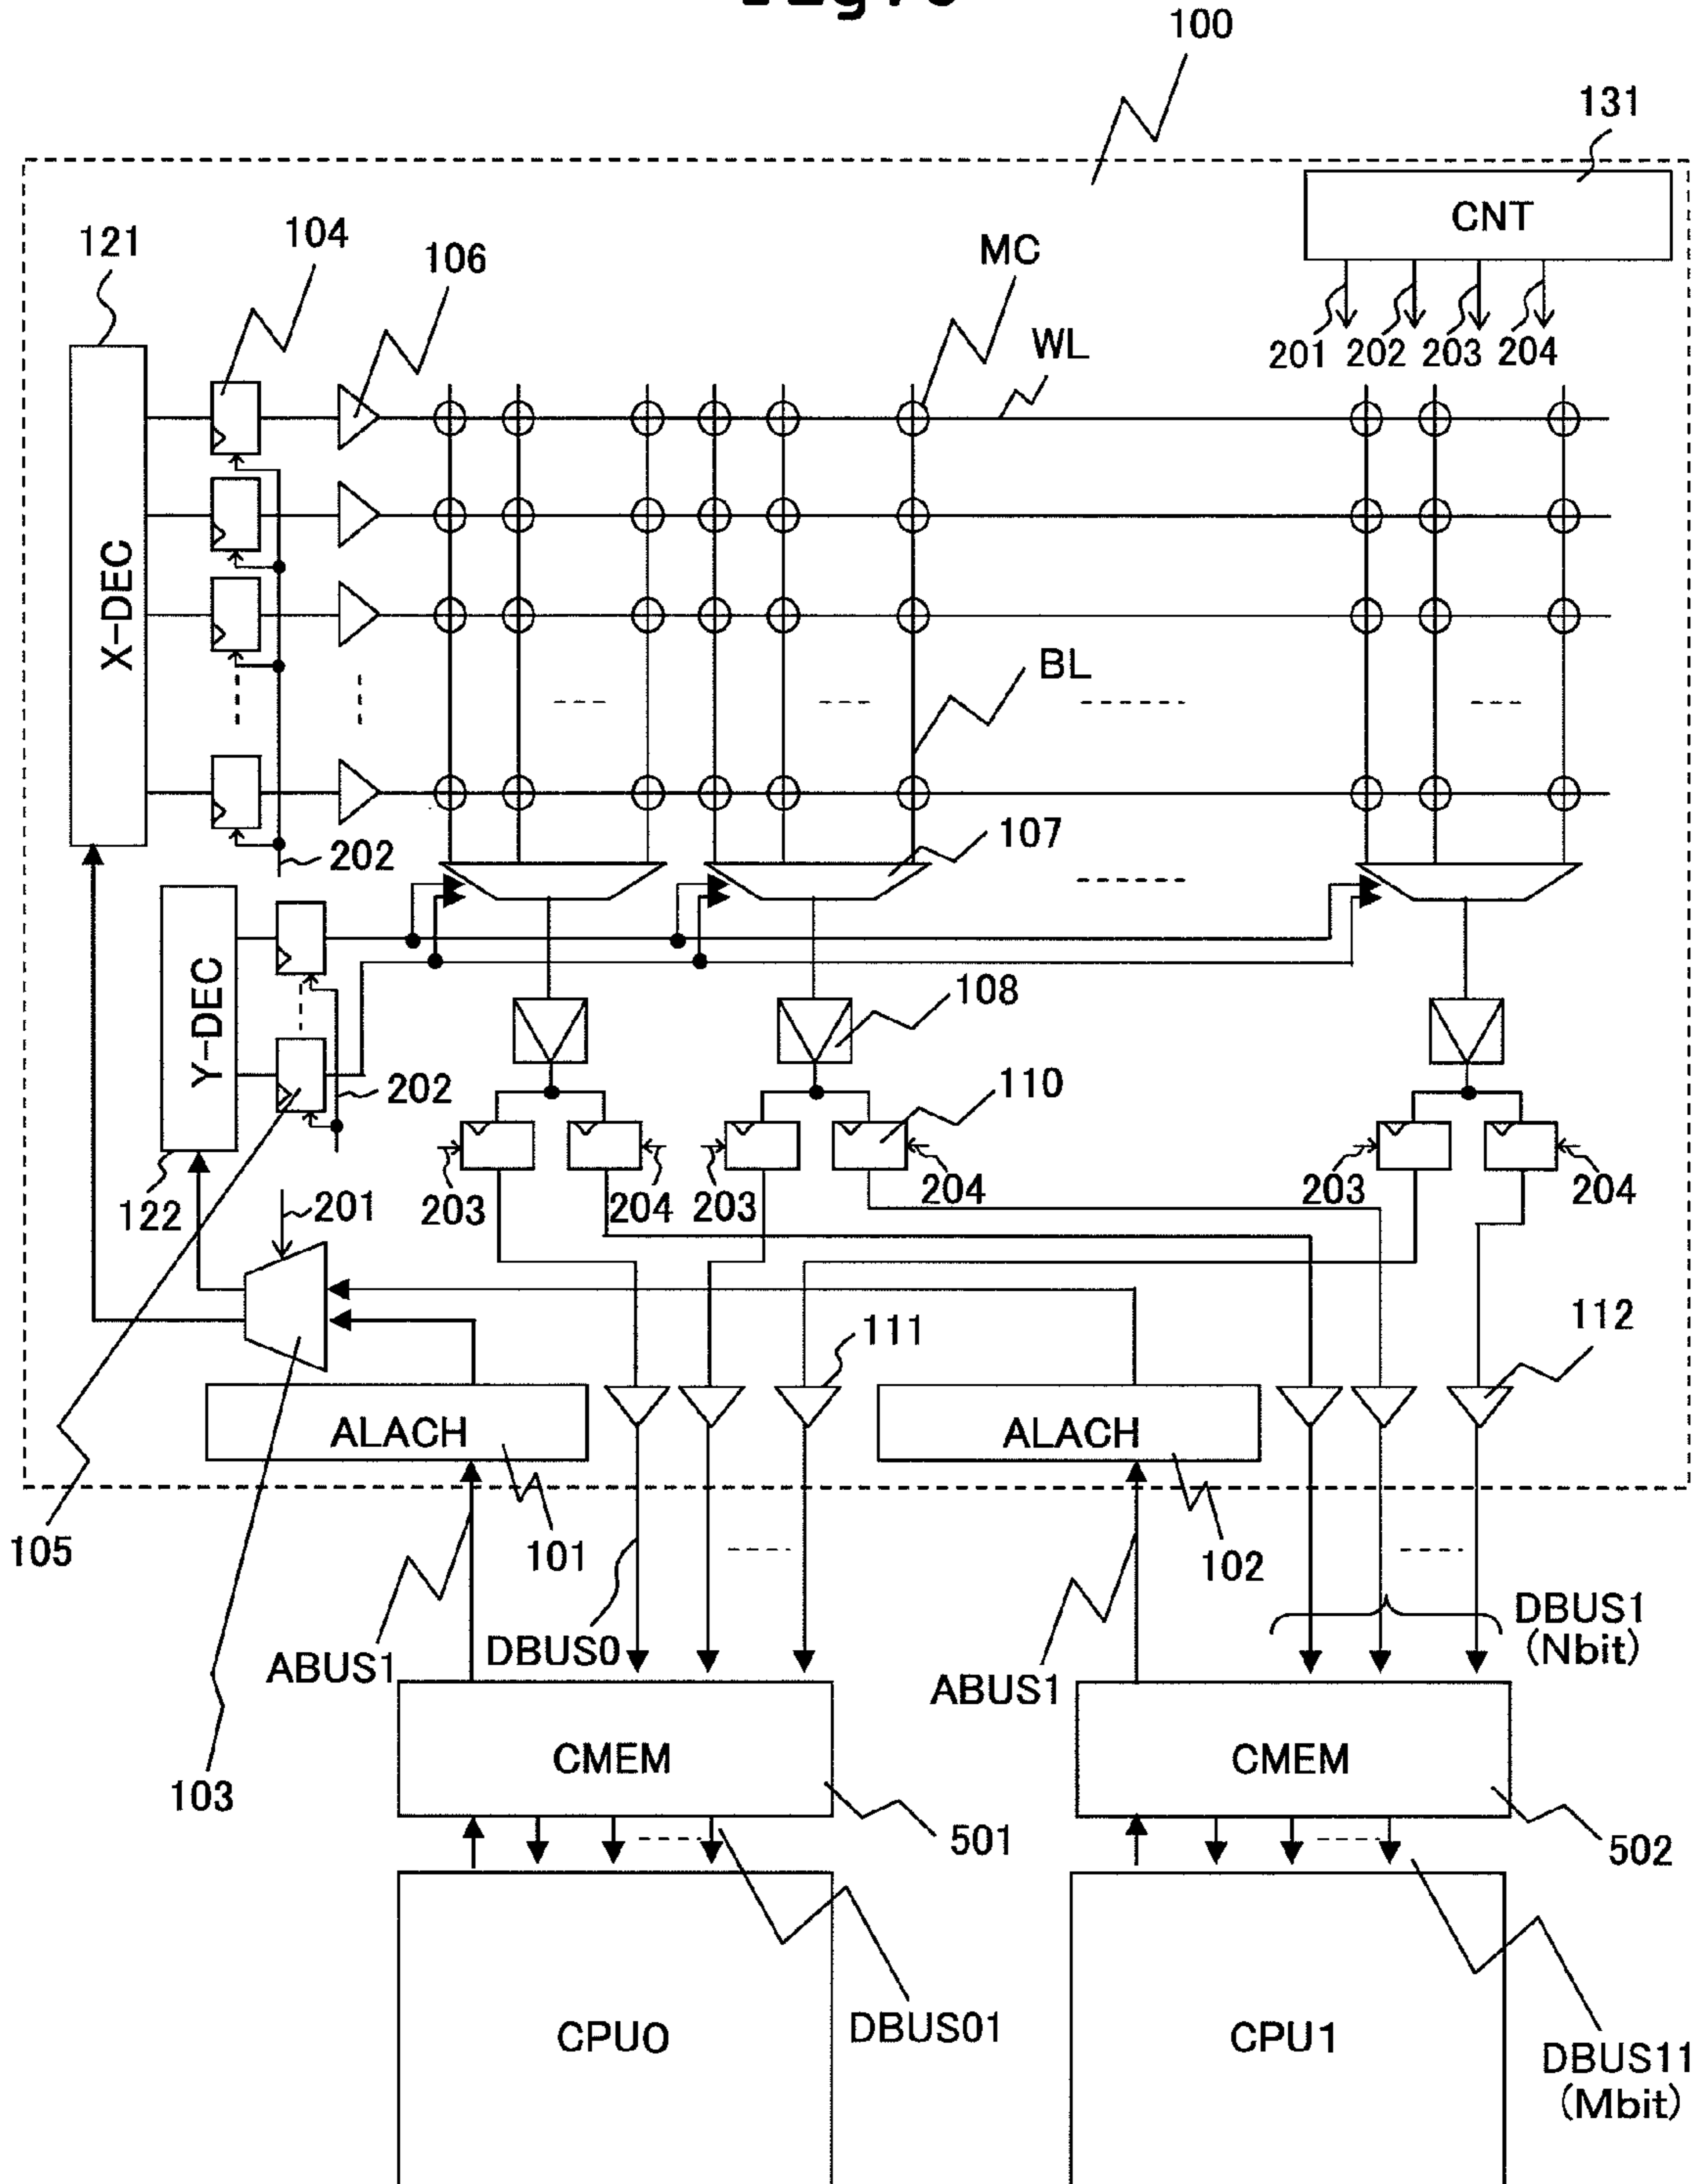 100
131
CNT
121
104
106
MC
WL
201
202
203
204
X-DEC
BL
107
202
Y-DEC
108
202
110
122
201
203
204
203
204
203
204
111
112
ALACH
ALACH
105
101
102
ABUS1
DBUS0
ABUS1
DBUS1
(Nbit)
103
CMEM
CMEM
501
502
CPU0
DBUS01
CPU1
DBUS11
(Mbit)